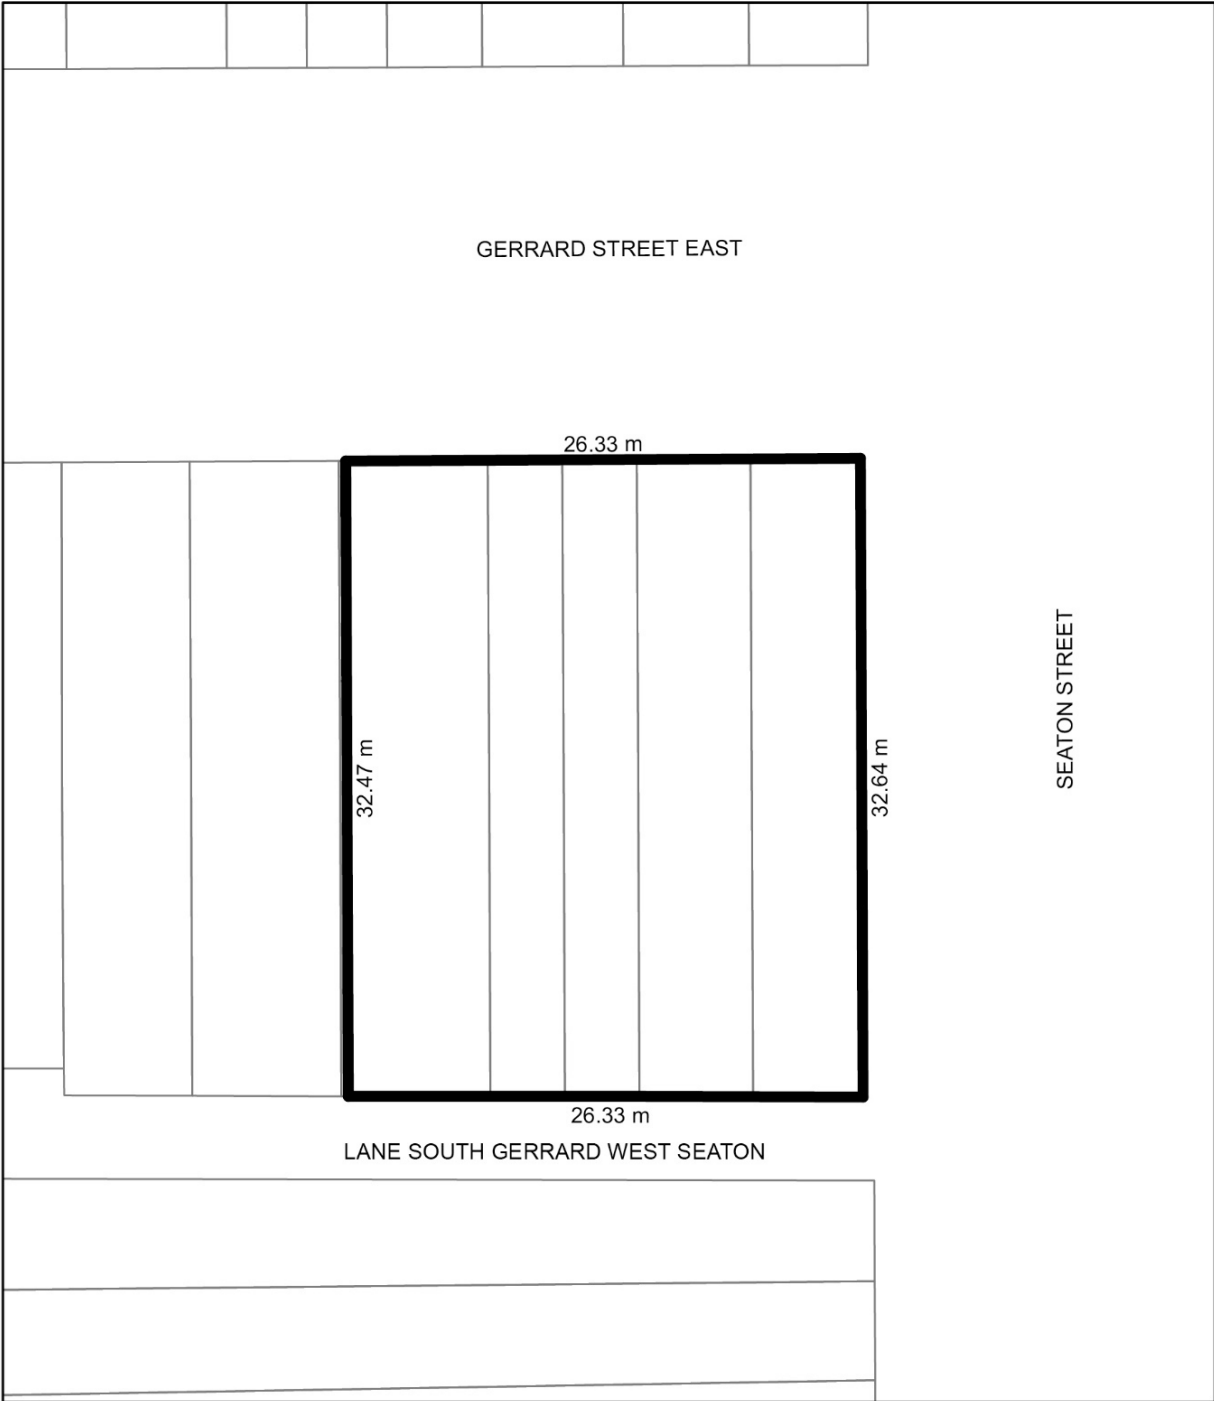 GERRARD STREET EAST
26.33 m
32.47 m
32.64 m
SEATON STREET
26.33 m
LANE SOUTH GERRARD WEST SEATON